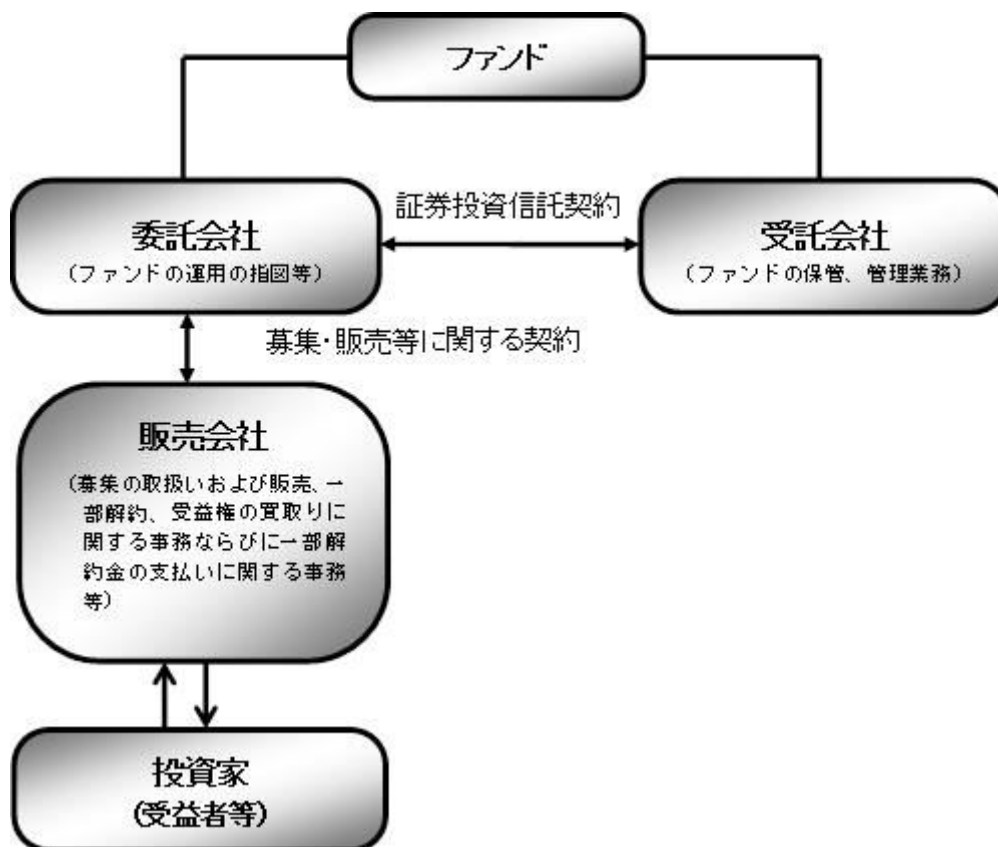 ファンド
証券投資信託契約
委託会社
(ファンドの運用の指図等)
受託会社
(ファンドの保管、管理業務)
募集・販売等に関する契約
販売会社
(募集の取扱いおよび販売、一
部解約、受益権の買取りに
関する事務ならびに一部解
約金の支払いに関する事務
等)
投資家
(受益者等)